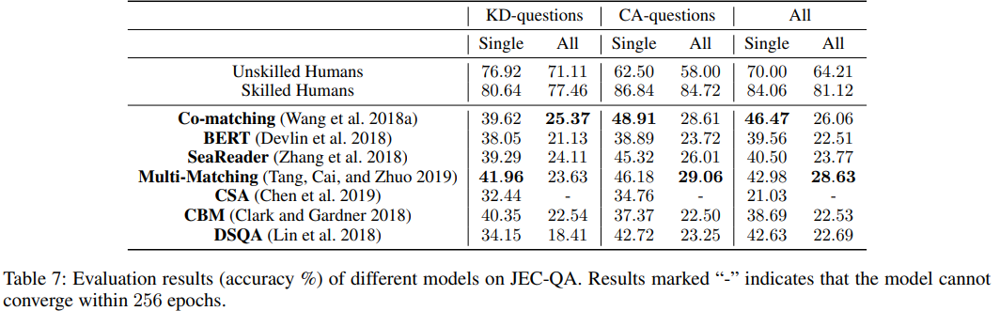 KD-questions CA-questions All
Single All Single All Single All
Unskilled Humans 76.92 71.11 62.50 58.00 70.00 64.21
Skilled Humans 80.64 77.46 86.84 84.72 84.06 81.12
Co-matching (Wang et al. 2018a) 39.62 25.37 48.91 28.61 46.47 26.06
BERT (Devlin et al. 2018) 38.05 21.13 38.89 23.72 39.56 22.51
SeaReader (Zhang et al. 2018) 39.29 24.11 45.32 26.01 40.50 23.77
Multi-Matching (Tang, Cai, and Zhuo 2019) 41.96 23.63 46.18 29.06 42.98 28.63
CSA (Chen et al. 2019) 32.44 - 34.76 - 21.03 -
CBM (Clark and Gardner 2018) 40.35 22.54 37.37 22.50 38.69 22.53
DSQA (Lin et al. 2018) 34.15 18.41 42.72 23.25 42.63 22.69
Table 7: Evaluation results (accuracy %) of different models on JEC-QA. Results marked “-” indicates that the model cannot
converge within 256 epochs.